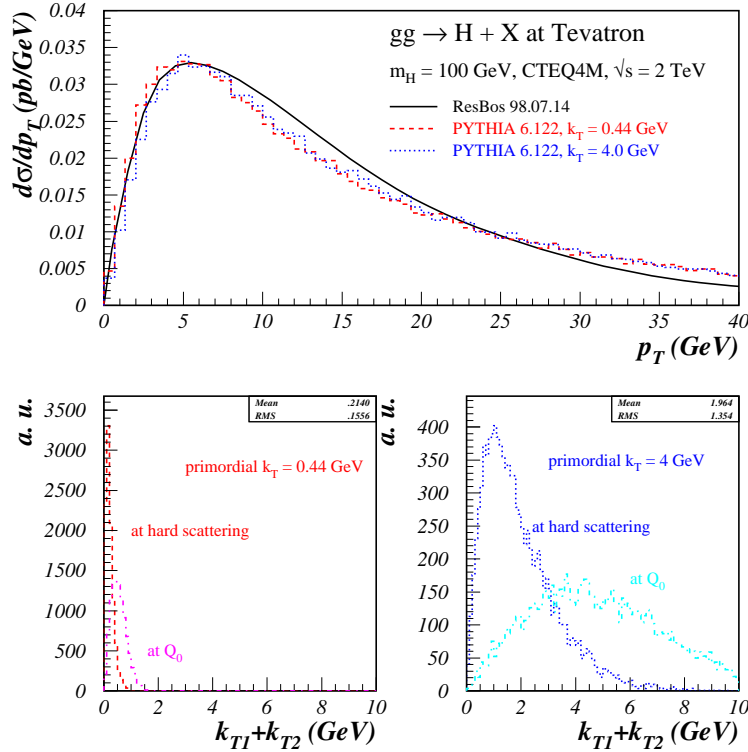 gg → H + X at Tevatron
m_H = 100 GeV, CTEQ4M, √s = 2 TeV
ResBos 98.07.14
PYTHIA 6.122, k_T = 0.44 GeV
PYTHIA 6.122, k_T = 4.0 GeV
dσ/dp_T (pb/GeV)
0.04
0.035
0.03
0.025
0.02
0.015
0.01
0.005
0
0 5 10 15 20 25 30 35 40
p_T (GeV)
a. u.
Mean .2140
RMS .1556
3500
3000
2500
2000
1500
1000
500
0
primordial k_T = 0.44 GeV
at hard scattering
at Q_0
0 2 4 6 8 10
k_T1+k_T2 (GeV)
a. u.
Mean 1.964
RMS 1.354
400
350
300
250
200
150
100
50
0
primordial k_T = 4 GeV
at hard scattering
at Q_0
0 2 4 6 8 10
k_T1+k_T2 (GeV)